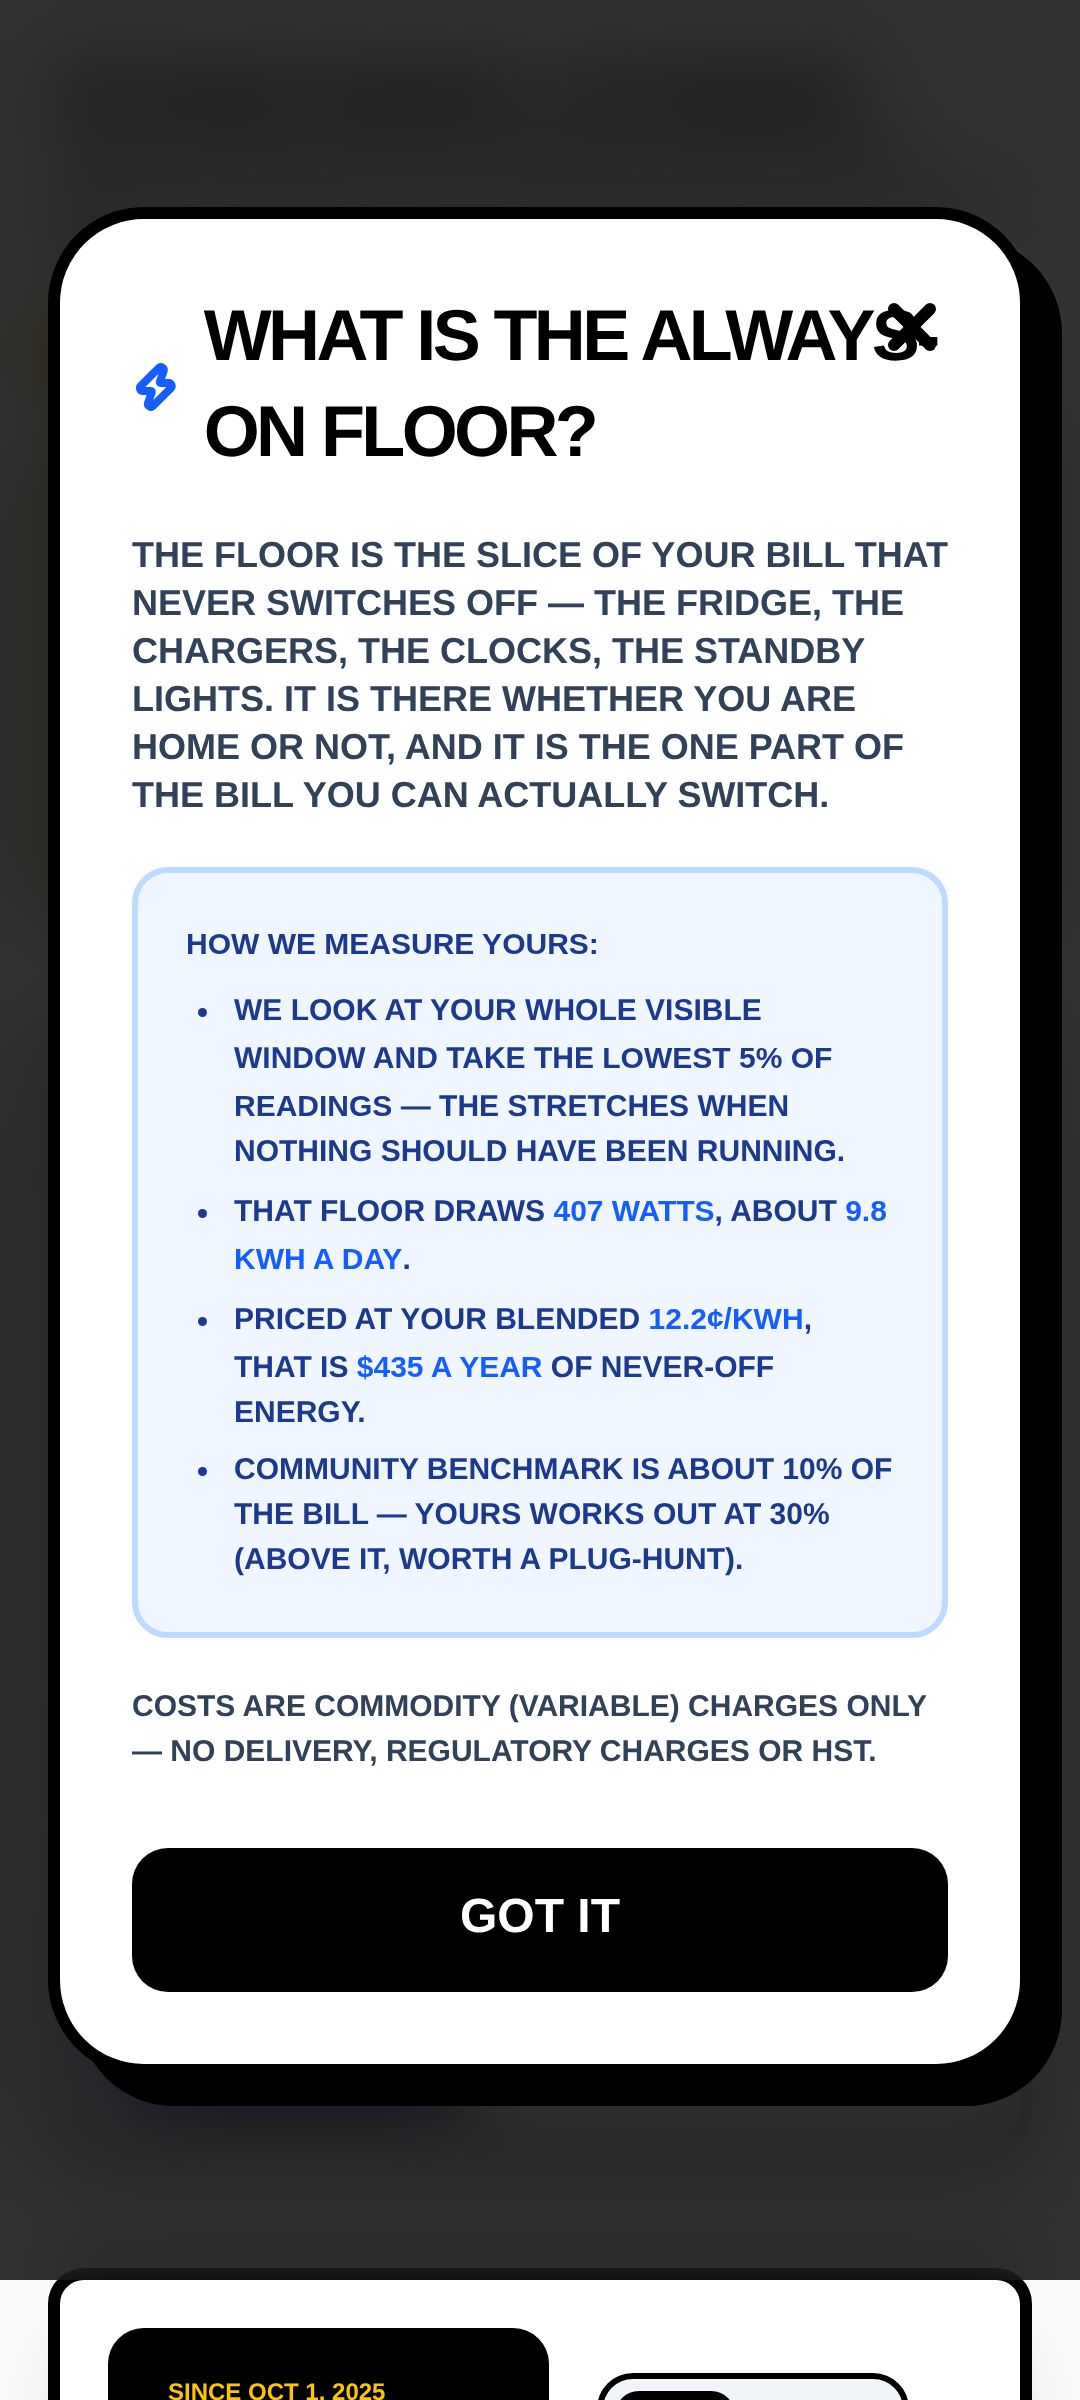 WHAT IS THE ALWAYS-
ON FLOOR?
THE FLOOR IS THE SLICE OF YOUR BILL THAT
NEVER SWITCHES OFF — THE FRIDGE, THE
CHARGERS, THE CLOCKS, THE STANDBY
LIGHTS. IT IS THERE WHETHER YOU ARE
HOME OR NOT, AND IT IS THE ONE PART OF
THE BILL YOU CAN ACTUALLY SWITCH.
HOW WE MEASURE YOURS:
• WE LOOK AT YOUR WHOLE VISIBLE
WINDOW AND TAKE THE LOWEST 5% OF
READINGS — THE STRETCHES WHEN
NOTHING SHOULD HAVE BEEN RUNNING.
• THAT FLOOR DRAWS 407 WATTS, ABOUT 9.8
KWH A DAY.
• PRICED AT YOUR BLENDED 12.2¢/KWH,
THAT IS $435 A YEAR OF NEVER-OFF
ENERGY.
• COMMUNITY BENCHMARK IS ABOUT 10% OF
THE BILL — YOURS WORKS OUT AT 30%
(ABOVE IT, WORTH A PLUG-HUNT).
COSTS ARE COMMODITY (VARIABLE) CHARGES ONLY
— NO DELIVERY, REGULATORY CHARGES OR HST.
GOT IT
SINCE OCT 1, 2025